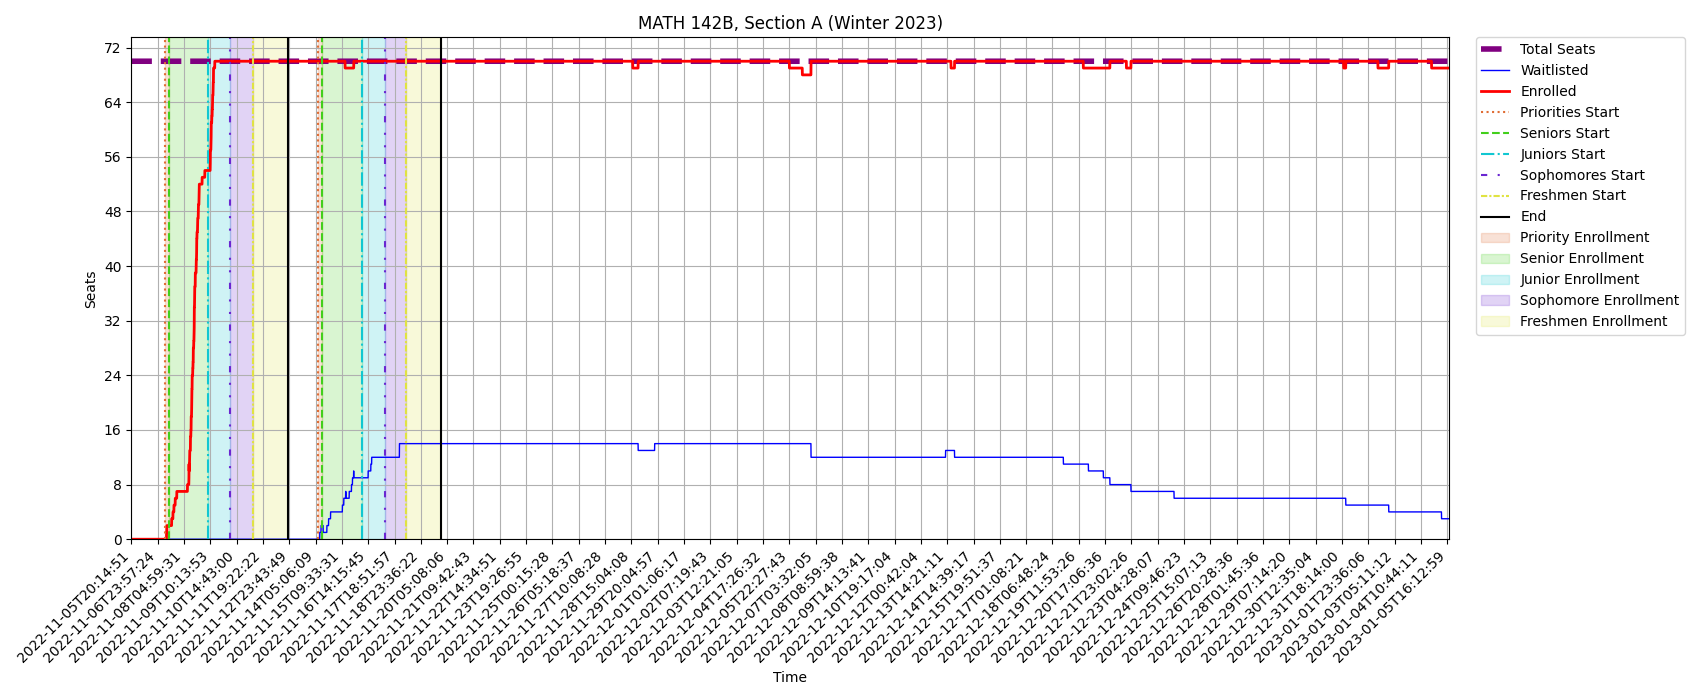 MATH 142B, Section A (Winter 2023)
Seats
72
64
56
48
40
32
24
16
8
0
2022-11-05T20:14:51
2022-11-06T23:57:24
2022-11-08T04:59:31
2022-11-09T10:13:53
2022-11-10T14:43:00
2022-11-11T19:22:22
2022-11-12T23:43:49
2022-11-14T05:06:09
2022-11-15T09:33:31
2022-11-16T14:15:45
2022-11-17T18:51:57
2022-11-18T23:36:22
2022-11-20T05:08:06
2022-11-21T09:42:43
2022-11-22T14:34:51
2022-11-23T19:26:55
2022-11-25T00:15:28
2022-11-26T05:18:37
2022-11-27T10:08:28
2022-11-28T15:04:08
2022-11-29T20:04:57
2022-12-01T01:06:17
2022-12-02T07:19:43
2022-12-03T12:21:05
2022-12-04T17:26:32
2022-12-05T22:27:43
2022-12-07T03:32:05
2022-12-08T08:59:38
2022-12-09T14:13:41
2022-12-10T19:17:04
2022-12-12T00:42:04
2022-12-13T14:21:11
2022-12-14T14:39:17
2022-12-15T19:51:37
2022-12-17T01:08:21
2022-12-18T06:48:24
2022-12-19T11:53:26
2022-12-20T17:06:36
2022-12-21T23:02:26
2022-12-23T04:28:07
2022-12-24T09:46:23
2022-12-25T15:07:13
2022-12-26T20:28:36
2022-12-28T01:45:36
2022-12-29T07:14:20
2022-12-30T12:35:04
2022-12-31T18:14:00
2023-01-01T23:36:06
2023-01-03T05:11:12
2023-01-04T10:44:11
2023-01-05T16:12:59
Time
Total Seats
Waitlisted
Enrolled
Priorities Start
Seniors Start
Juniors Start
Sophomores Start
Freshmen Start
End
Priority Enrollment
Senior Enrollment
Junior Enrollment
Sophomore Enrollment
Freshmen Enrollment